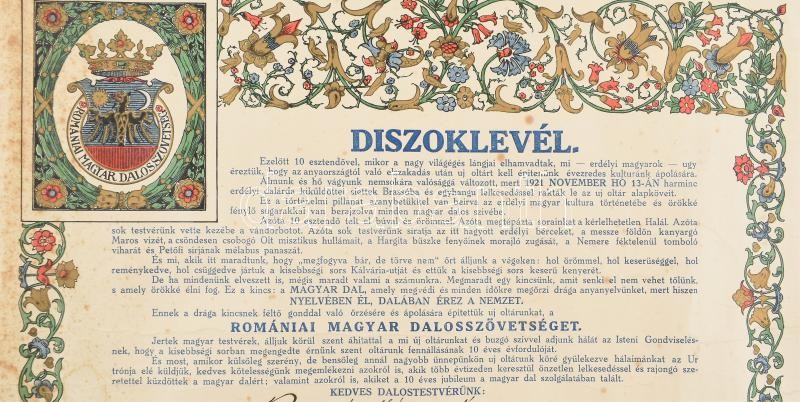 ROMÁNIAI MAGYAR DALOSSZÖVETSÉG
DISZOKLEVÉL.
Ezelőtt 10 esztendővel, mikor a nagy világégés lángjai elhamvadtak, mi — erdélyi magyarok — ugy
éreztük, hogy az anyaországtól való elszakadás után uj oltárt kell épitenünk évezredes kulturánk ápolására.
Álmunk és hő vágyunk nemsokára valósággá változott, mert 1921 NOVEMBER HÓ 13-ÁN harminc
erdélyi dalárda kiküldöttei siettek Brassóba és egyhangu lelkesedéssel rakták le az uj oltár alapköveit.
Ez a történelmi pillanat aranybetükkel van beirva az erdélyi magyar kultura történetébe és örökké
fénylő sugarakkal van berajzolva minden magyar dalos szivébe.
Azóta 10 esztendő telt el búval és örömmel. Azóta megtépázta sorainkat a kérlelhetetlen Halál. Azóta
sok testvérünk vette kezébe a vándorbotot. Azóta sok testvérünk siratja az itt hagyott erdélyi bérceket, a messze földön kanyargó
Maros vizét, a csöndesen csobogó Olt misztikus hullámait, a Hargita büszke fenyőinek morajló zugását, a Nemere féktelenül tomboló
viharát és Petőfi sirjának mélabus panaszát.
És mi, akik itt maradtunk, hogy „megfogyva bár, de törve nem" őrt álljunk a végeken: hol örömmel, hol keserüséggel, hol
reménykedve, hol csüggedve jártuk a kisebbségi sors Kálvária-utját és ettük a kisebbségi sors keserü kenyerét.
De ha mindenünk elveszett is, mégis maradt valami a számunkra. Megmaradt egy kincsünk, amit senki el nem vehet tőlünk.
s amely örökké élni fog. Ez a kincs: a MAGYAR DAL, amely megvédi és minden időkre megőrzi drága anyanyelvünket, mert hiszen
NYELVÉBEN ÉL, DALÁBAN ÉREZ A NEMZET.
Ennek a drága kincsnek féltő gonddal való őrzésére és ápolására épitettük uj oltárunkat, a
ROMÁNIAI MAGYAR DALOSSZÖVETSÉGET.
Jertek magyar testvérek, álljuk körül szent áhitattal a mi uj oltárunkat és buzgó szivvel adjunk hálát az Isteni Gondviselés-
nek, hogy a kisebbségi sorban megengedte érnünk szent oltárunk fennállásának 10 éves évfordulóját.
És most, amikor külsőleg szerény, de bensőleg annál nagyobb ünnepünkön uj oltárunk köré gyülekezve hálaimánkat az Ur
trónja elé küldjük, kedves kötelességünk megemlékezni azokról is, akik több évtizeden keresztül önzetlen lelkesedéssel és rajongó sze-
retettel küzdöttek a magyar dalért; valamint azokról is, akiket a 10 éves jubileum a magyar dal szolgálatában talált.
KEDVES DALOSTESTVÉRÜNK: